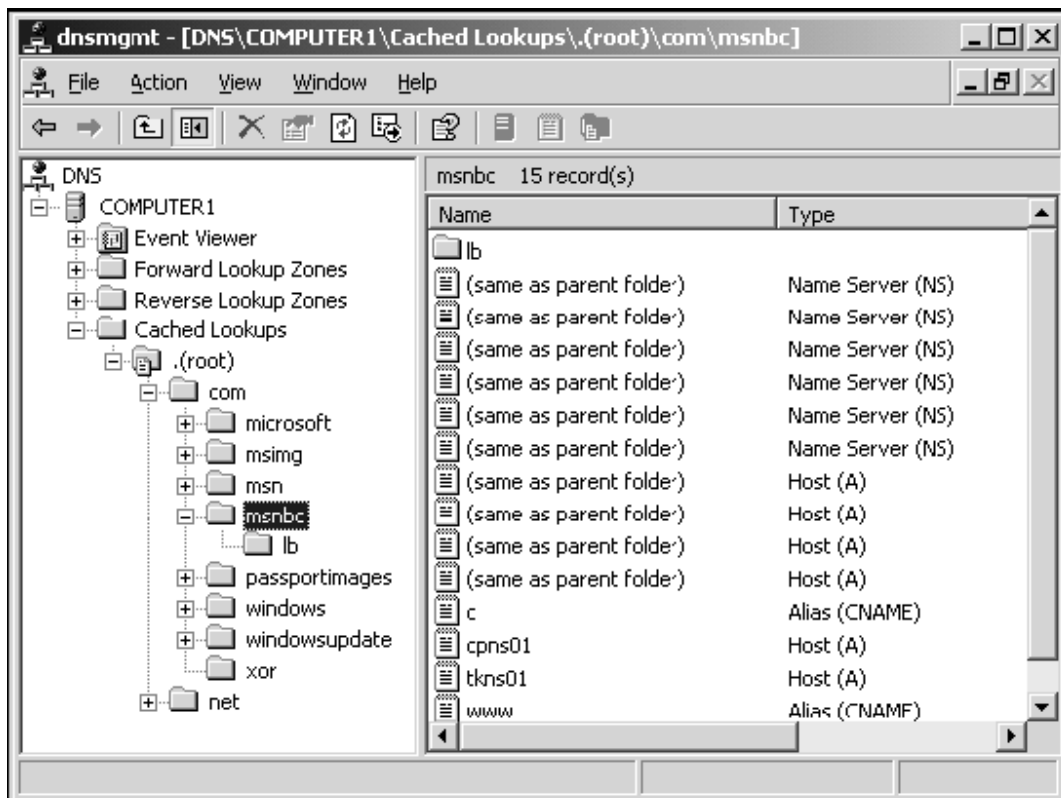 dnsmgmt - [DNS\COMPUTER1\Cached Lookups\.(root)\com\msnbc]
File Action View Window Help
DNS
COMPUTER1
Event Viewer
Forward Lookup Zones
Reverse Lookup Zones
Cached Lookups
.(root)
com
microsoft
msimg
msn
msnbc
lb
passportimages
windows
windowsupdate
xor
net
msnbc 15 record(s)
Name Type
lb
(same as parent folder) Name Server (NS)
(same as parent folder) Name Server (NS)
(same as parent folder) Name Server (NS)
(same as parent folder) Name Server (NS)
(same as parent folder) Name Server (NS)
(same as parent folder) Name Server (NS)
(same as parent folder) Host (A)
(same as parent folder) Host (A)
(same as parent folder) Host (A)
(same as parent folder) Host (A)
c Alias (CNAME)
cpns01 Host (A)
tkns01 Host (A)
www Alias (CNAME)